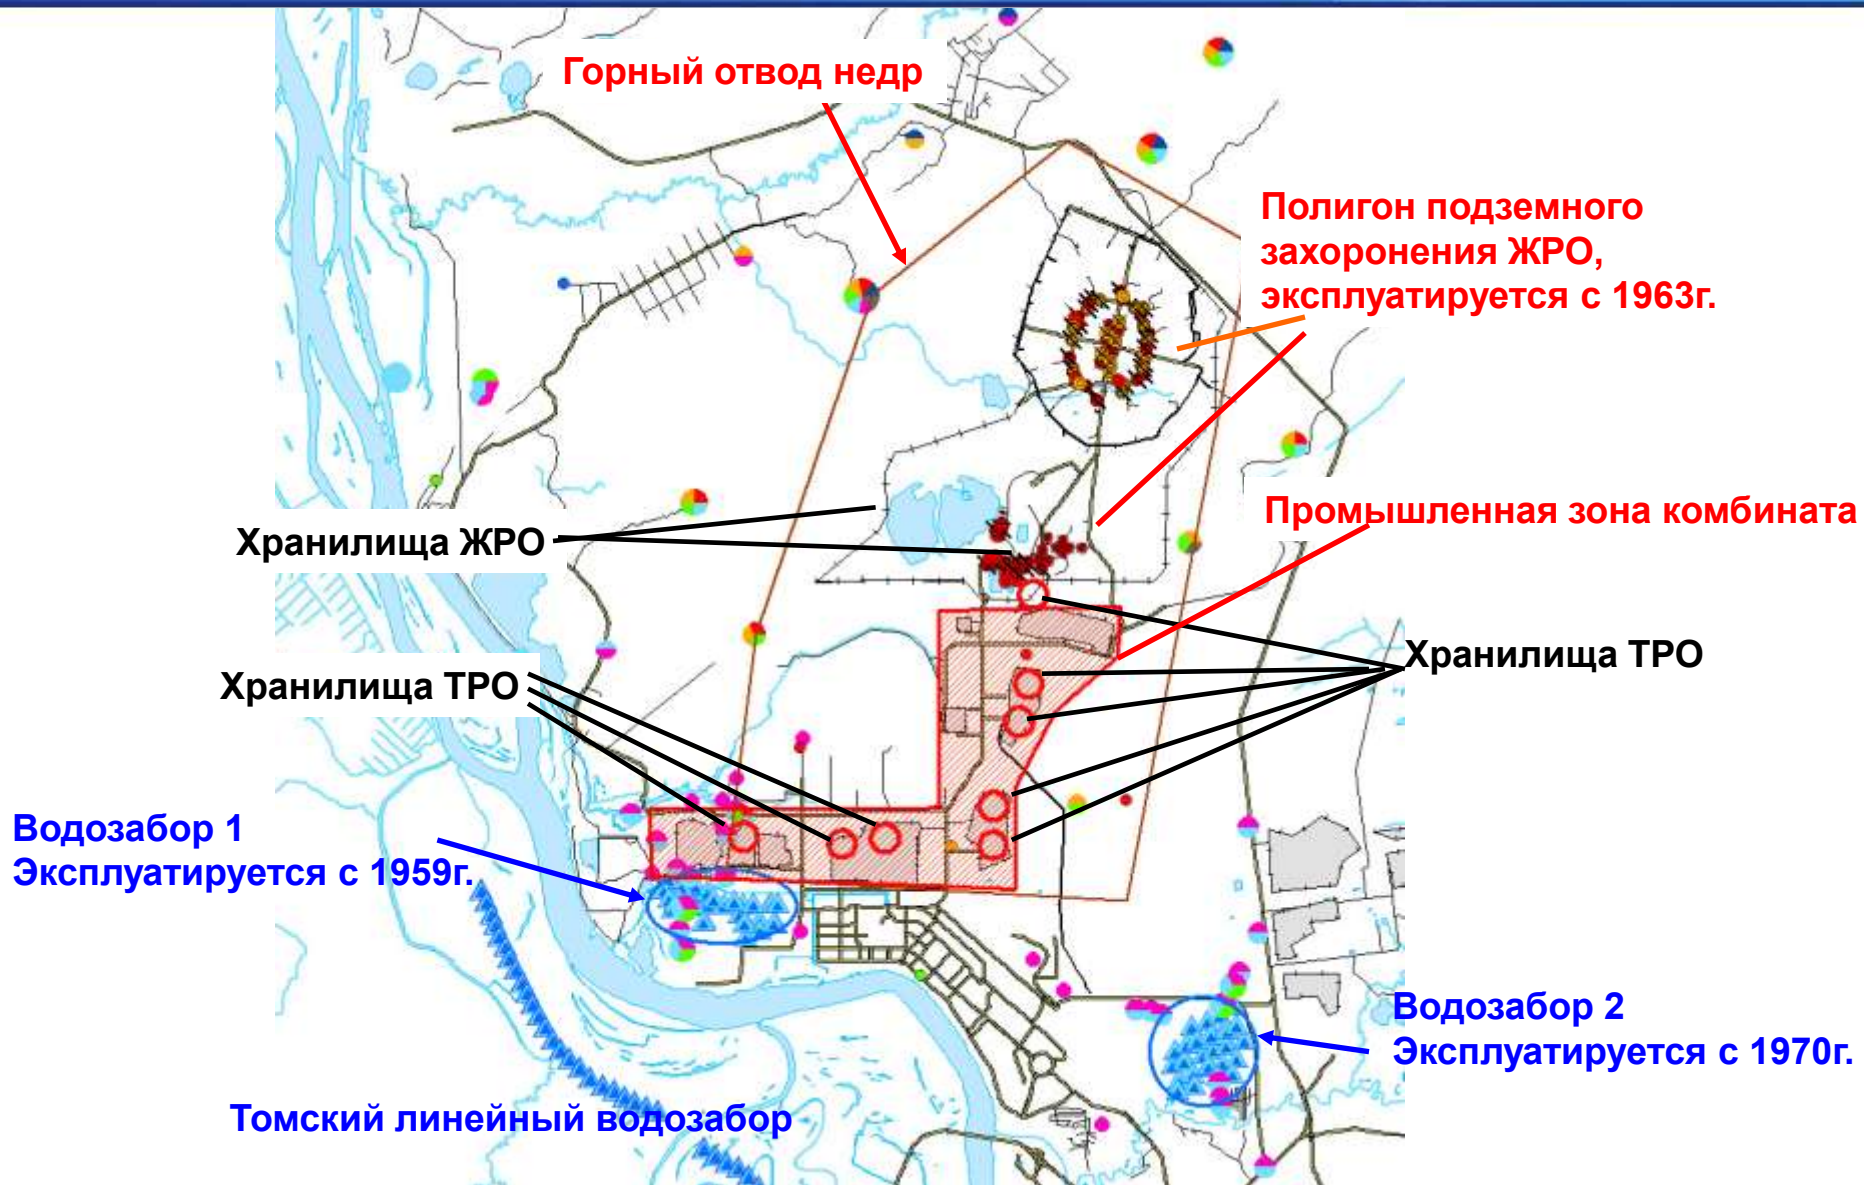 Горный отвод недр
Полигон подземного
захоронения ЖРО,
эксплуатируется с 1963г.
Промышленная зона комбината
Хранилища ЖРО
Хранилища ТРО
Хранилища ТРО
Водозабор 1
Эксплуатируется с 1959г.
Водозабор 2
Эксплуатируется с 1970г.
Томский линейный водозабор